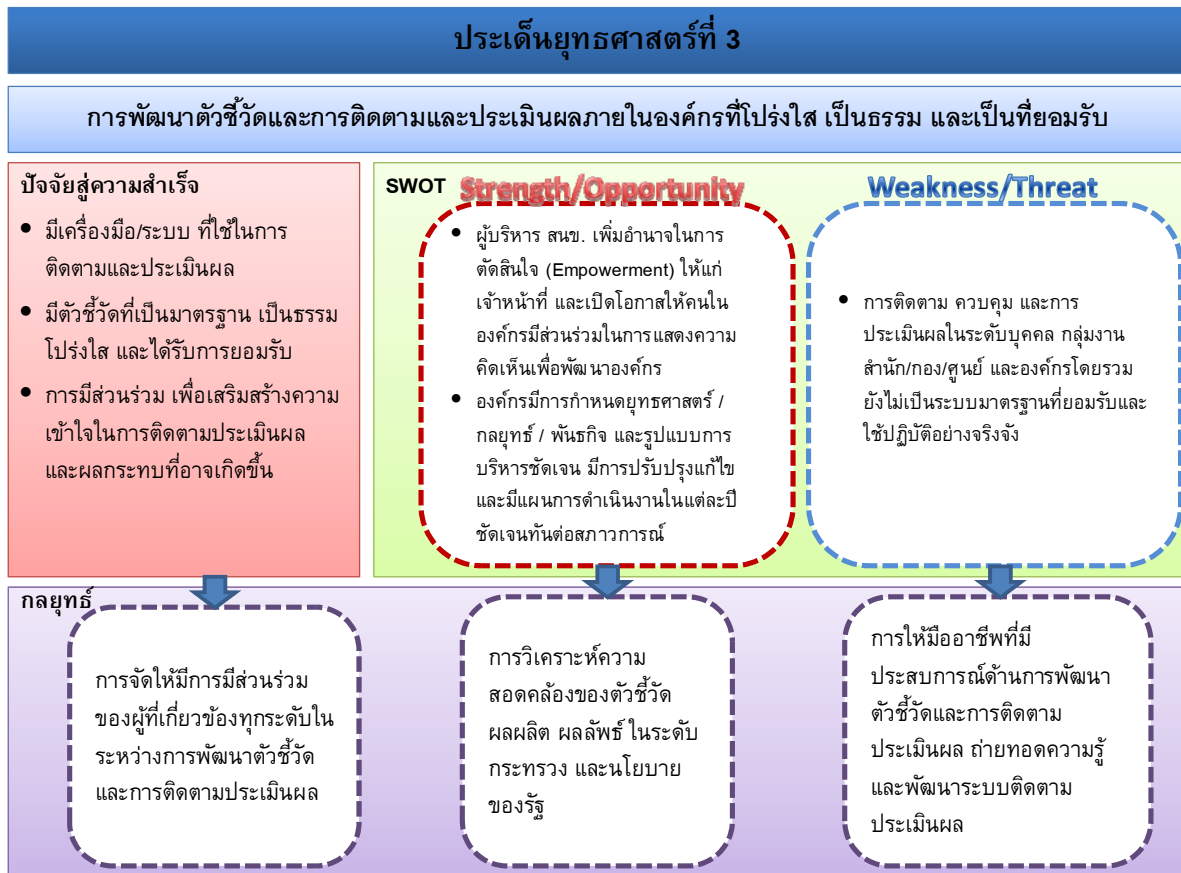 ประเด็นยุทธศาสตร์ที่ 3
การพัฒนาตัวชี้วัดและการติดตามและประเมินผลภายในองค์กรที่โปร่งใส เป็นธรรม และเป็นที่ยอมรับ
ปัจจัยสู่ความสำเร็จ
• มีเครื่องมือ/ระบบ ที่ใช้ในการ
ติดตามและประเมินผล
• มีตัวชี้วัดที่เป็นมาตรฐาน เป็นธรรม
โปร่งใส และได้รับการยอมรับ
• การมีส่วนร่วม เพื่อเสริมสร้างความ
เข้าใจในการติดตามประเมินผล
และผลกระทบที่อาจเกิดขึ้น
SWOT
Strength/Opportunity
• ผู้บริหาร สนข. เพิ่มอำนาจในการ
ตัดสินใจ (Empowerment) ให้แก่
เจ้าหน้าที่ และเปิดโอกาสให้คนใน
องค์กรมีส่วนร่วมในการแสดงความ
คิดเห็นเพื่อพัฒนาองค์กร
• องค์กรมีการกำหนดยุทธศาสตร์ /
กลยุทธ์ / พันธกิจ และรูปแบบการ
บริหารชัดเจน มีการปรับปรุงแก้ไข
และมีแผนการดำเนินงานในแต่ละปี
ชัดเจนทันต่อสภาวการณ์
Weakness/Threat
• การติดตาม ควบคุม และการ
ประเมินผลในระดับบุคคล กลุ่มงาน
สำนัก/กอง/ศูนย์ และองค์กรโดยรวม
ยังไม่เป็นระบบมาตรฐานที่ยอมรับและ
ใช้ปฏิบัติอย่างจริงจัง
กลยุทธ์
การจัดให้มีการมีส่วนร่วม
ของผู้ที่เกี่ยวข้องทุกระดับใน
ระหว่างการพัฒนาตัวชี้วัด
และการติดตามประเมินผล
การวิเคราะห์ความ
สอดคล้องของตัวชี้วัด
ผลผลิต ผลลัพธ์ ในระดับ
กระทรวง และนโยบาย
ของรัฐ
การให้มืออาชีพที่มี
ประสบการณ์ด้านการพัฒนา
ตัวชี้วัดและการติดตาม
ประเมินผล ถ่ายทอดความรู้
และพัฒนาระบบติดตาม
ประเมินผล